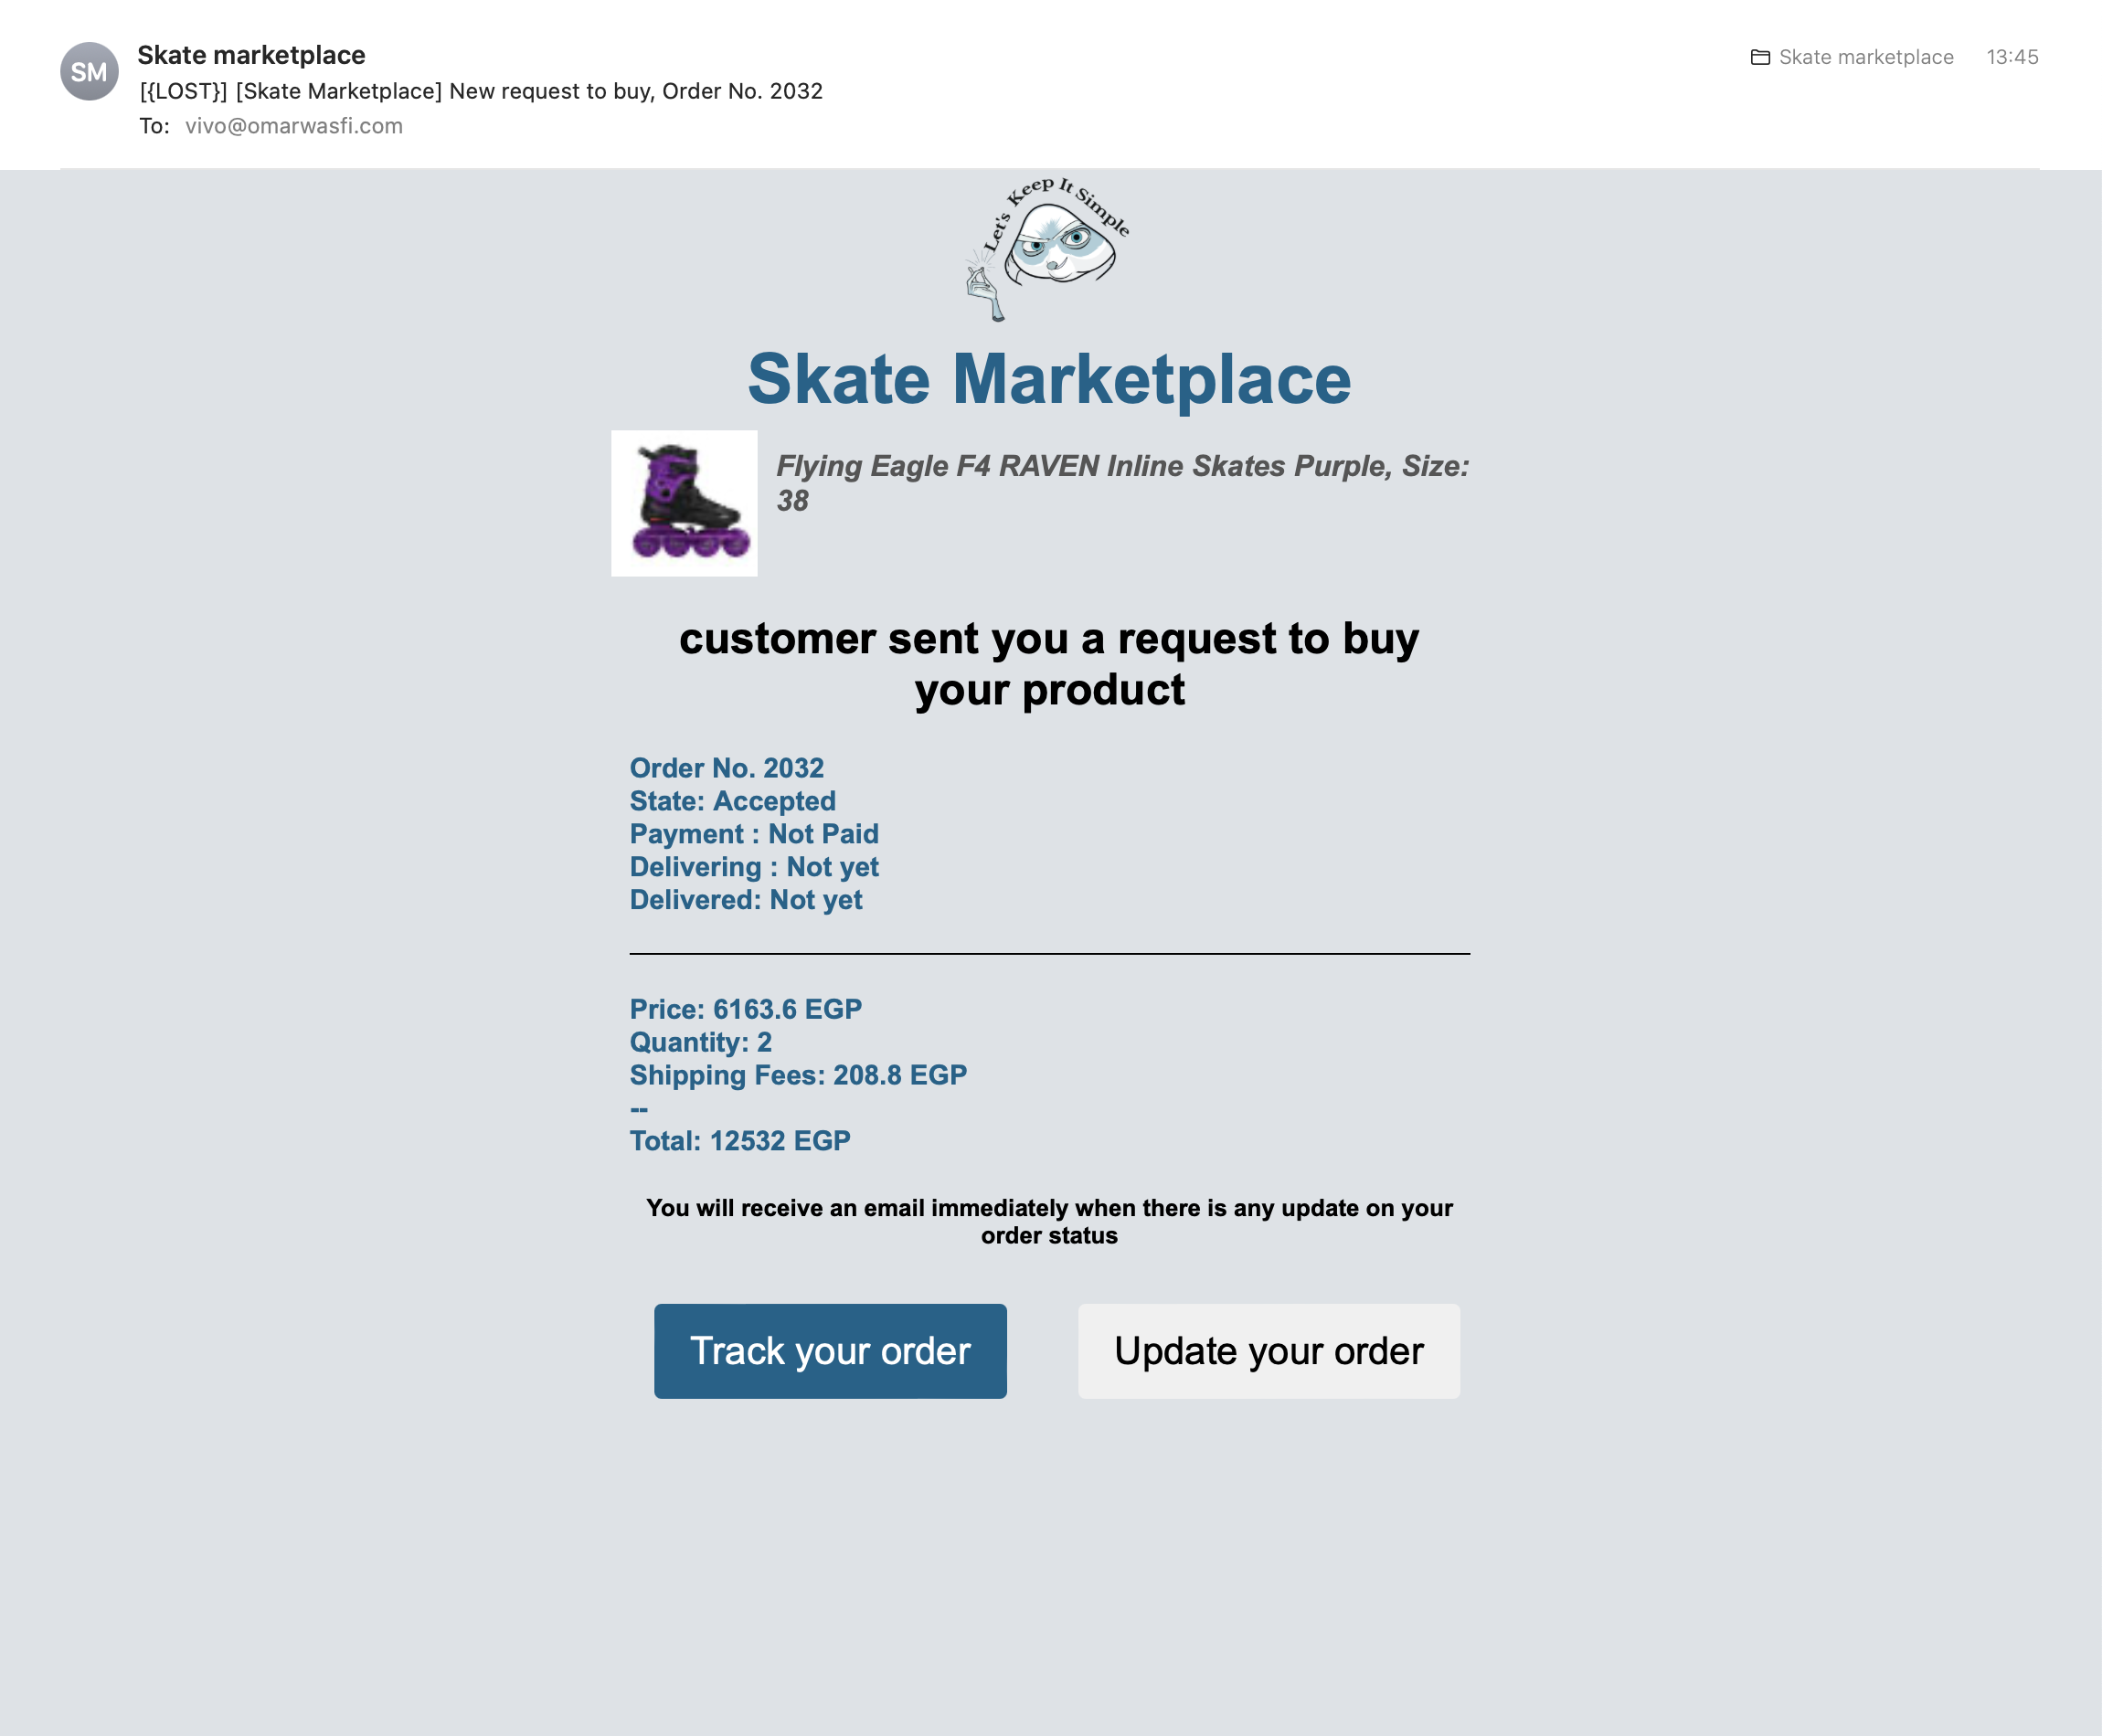 SM
Skate marketplace
Skate marketplace 13:45
[{LOST}] [Skate Marketplace] New request to buy, Order No. 2032
To: vivo@omarwasfi.com
Let's Keep It Simple
Skate Marketplace
Flying Eagle F4 RAVEN Inline Skates Purple, Size:
38
customer sent you a request to buy
your product
Order No. 2032
State: Accepted
Payment : Not Paid
Delivering : Not yet
Delivered: Not yet
Price: 6163.6 EGP
Quantity: 2
Shipping Fees: 208.8 EGP
--
Total: 12532 EGP
You will receive an email immediately when there is any update on your
order status
Track your order
Update your order